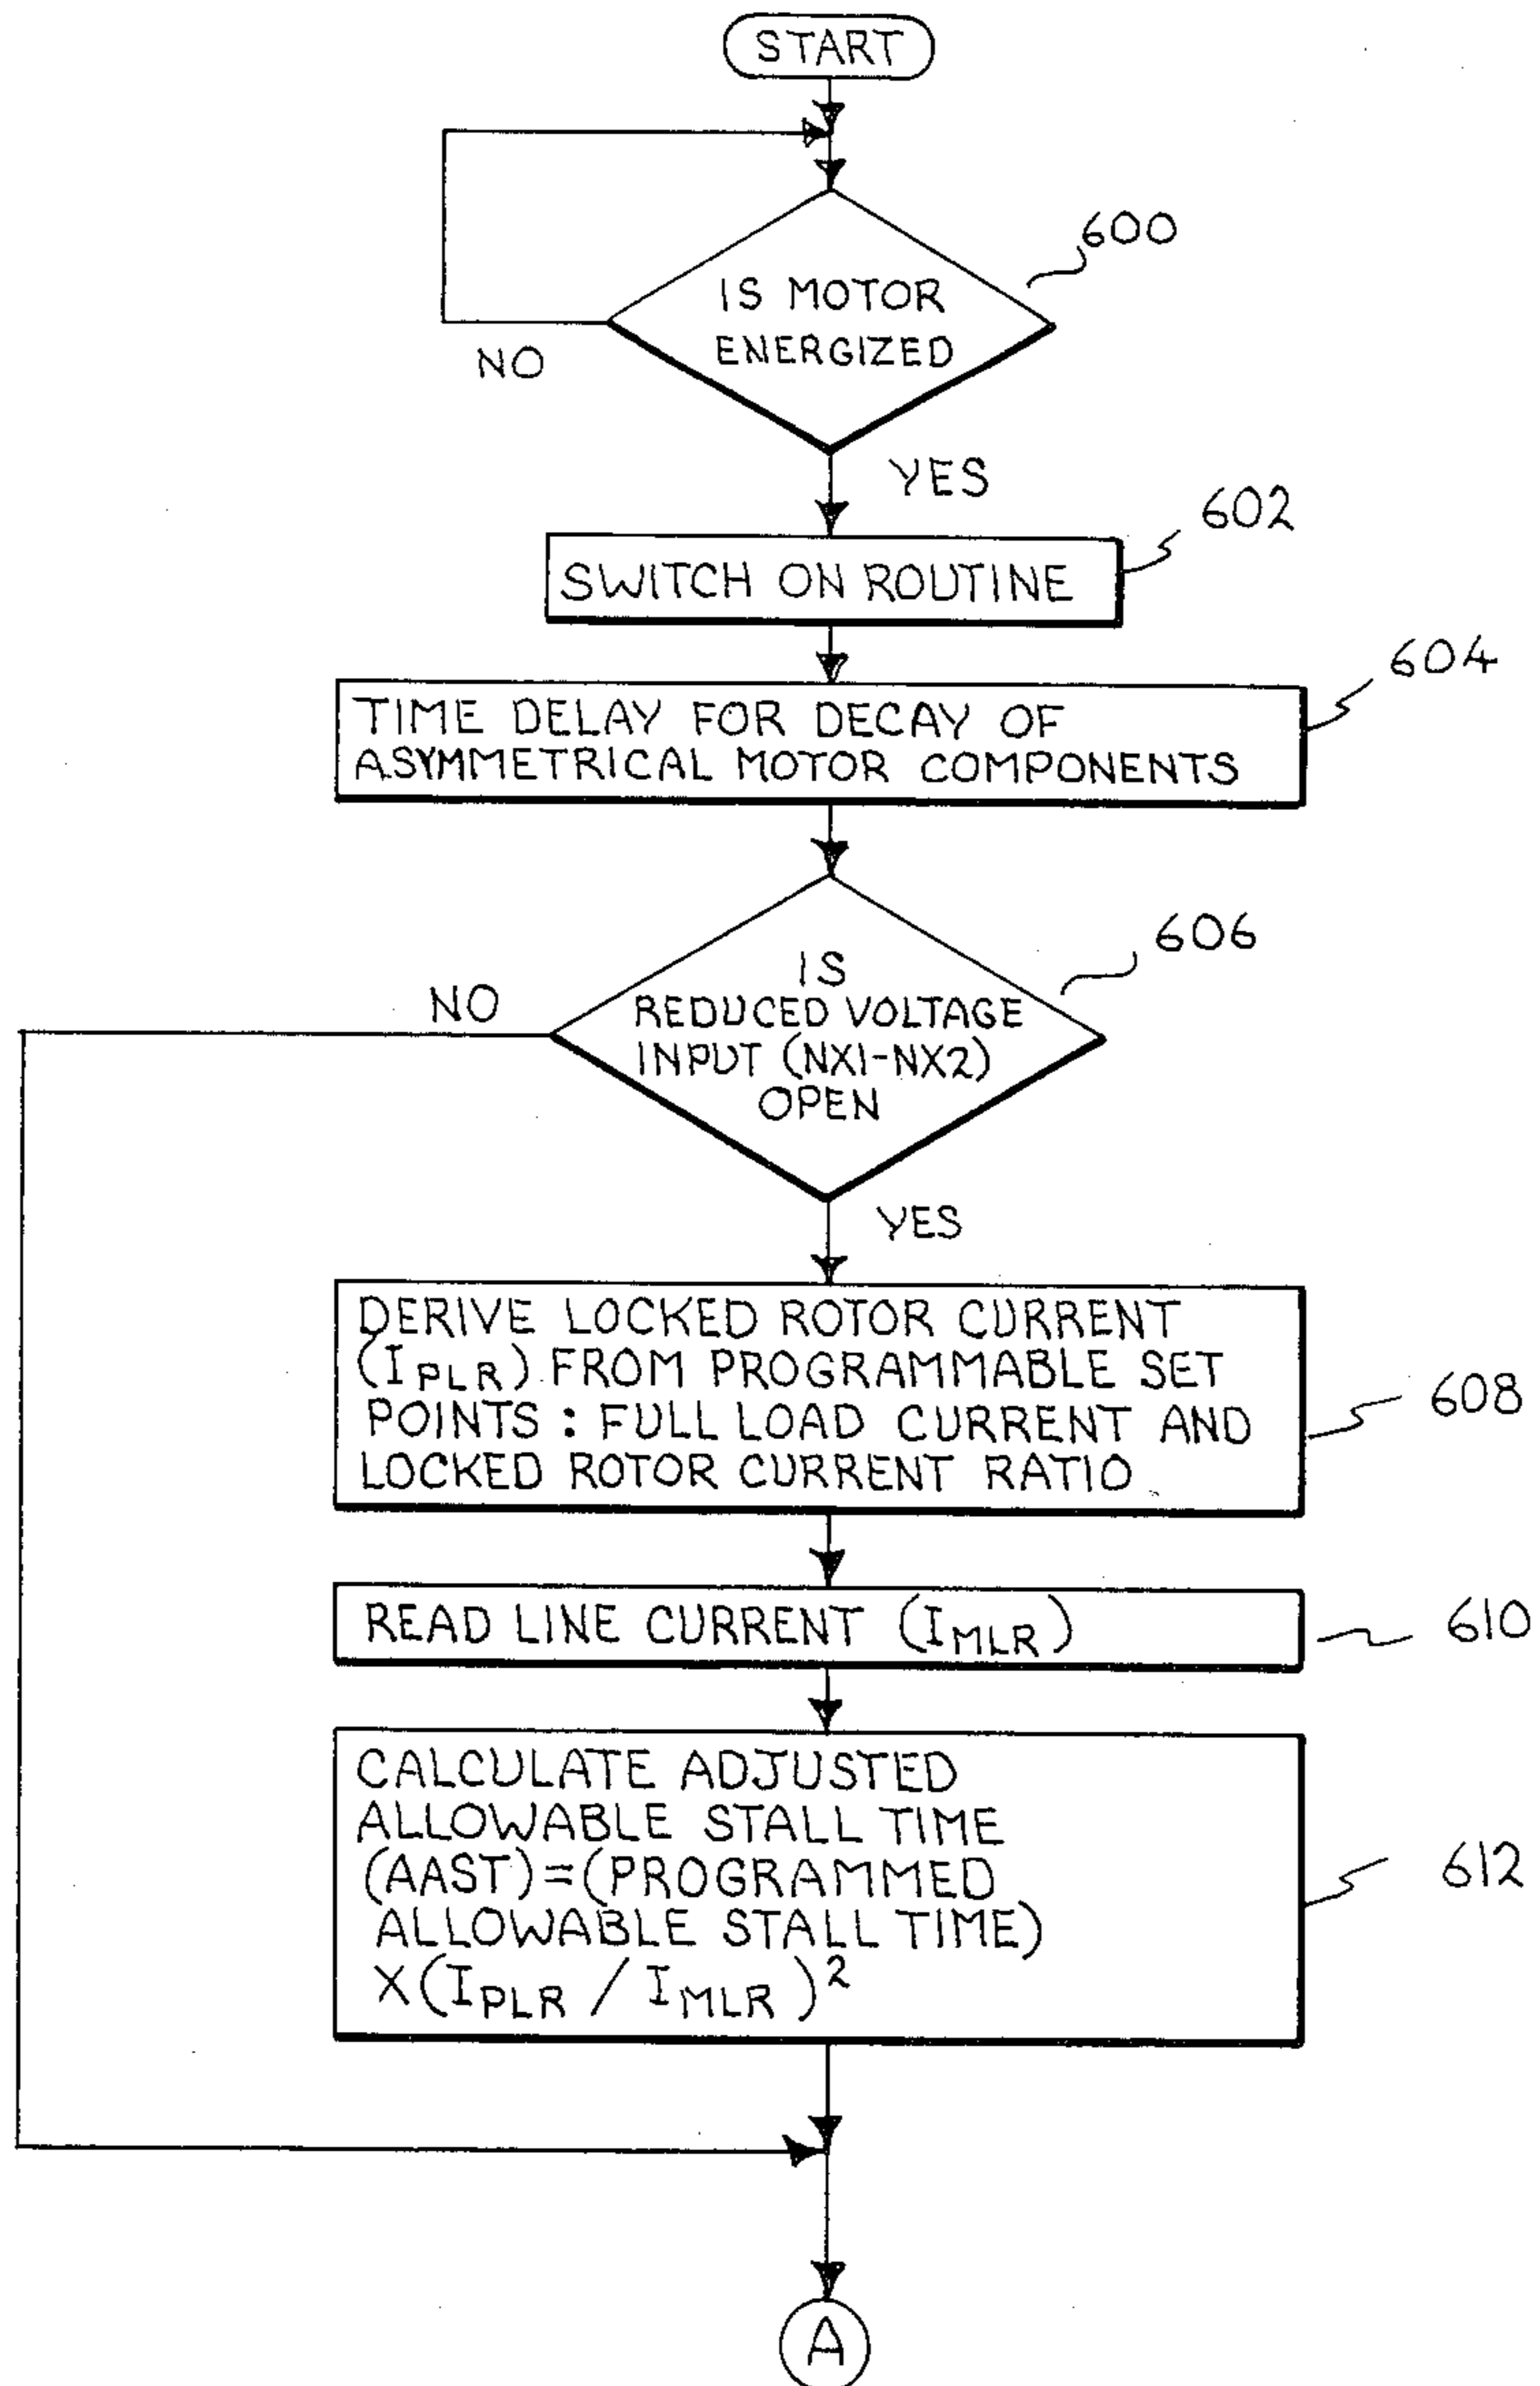 START
600
IS MOTOR
ENERGIZED
NO
YES
602
SWITCH ON ROUTINE
604
TIME DELAY FOR DECAY OF
ASYMMETRICAL MOTOR COMPONENTS
606
NO
IS
REDUCED VOLTAGE
INPUT (NX1-NX2)
OPEN
YES
DERIVE LOCKED ROTOR CURRENT
(IPLR) FROM PROGRAMMABLE SET
POINTS: FULL LOAD CURRENT AND
LOCKED ROTOR CURRENT RATIO
608
READ LINE CURRENT (IMLR)
610
CALCULATE ADJUSTED
ALLOWABLE STALL TIME
(AAST)=(PROGRAMMED
ALLOWABLE STALL TIME)
X(IPLR / IMLR)²
612
A